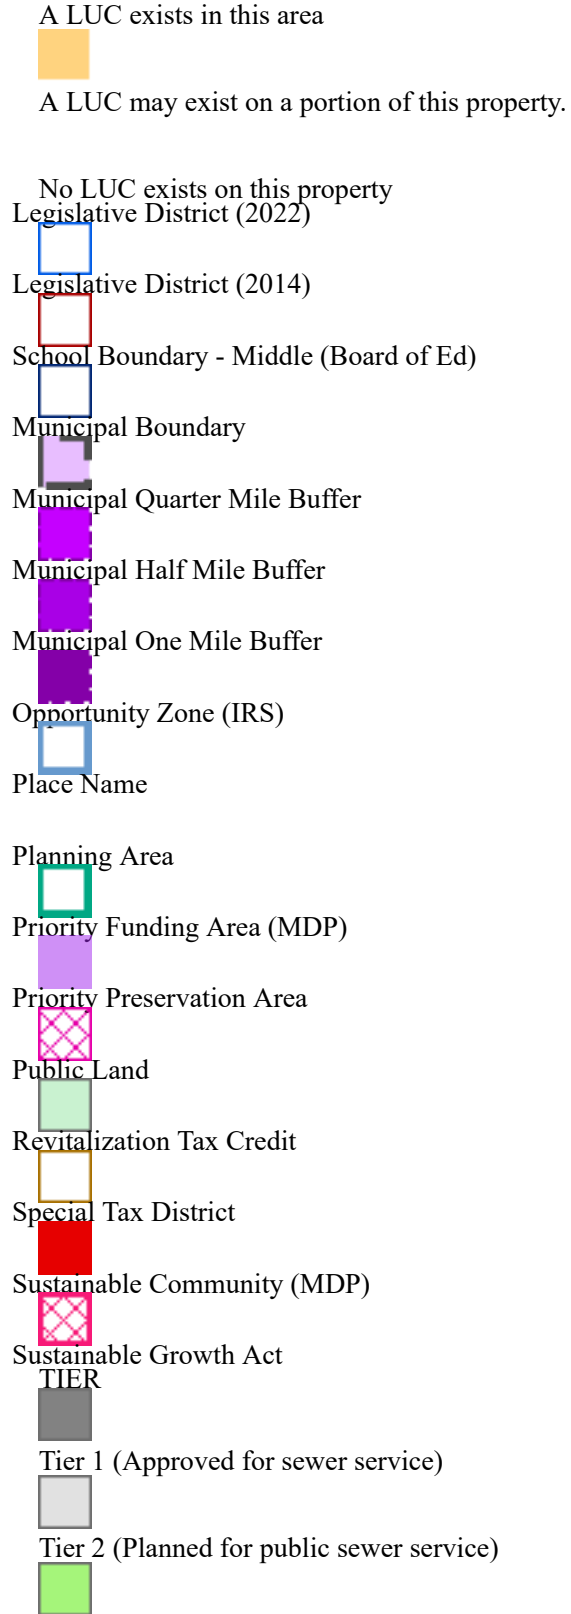 A LUC exists in this area
A LUC may exist on a portion of this property.
No LUC exists on this property
Legislative District (2022)
Legislative District (2014)
School Boundary - Middle (Board of Ed)
Municipal Boundary
Municipal Quarter Mile Buffer
Municipal Half Mile Buffer
Municipal One Mile Buffer
Opportunity Zone (IRS)
Place Name
Planning Area
Priority Funding Area (MDP)
Priority Preservation Area
Public Land
Revitalization Tax Credit
Special Tax District
Sustainable Community (MDP)
Sustainable Growth Act
TIER
Tier 1 (Approved for sewer service)
Tier 2 (Planned for public sewer service)